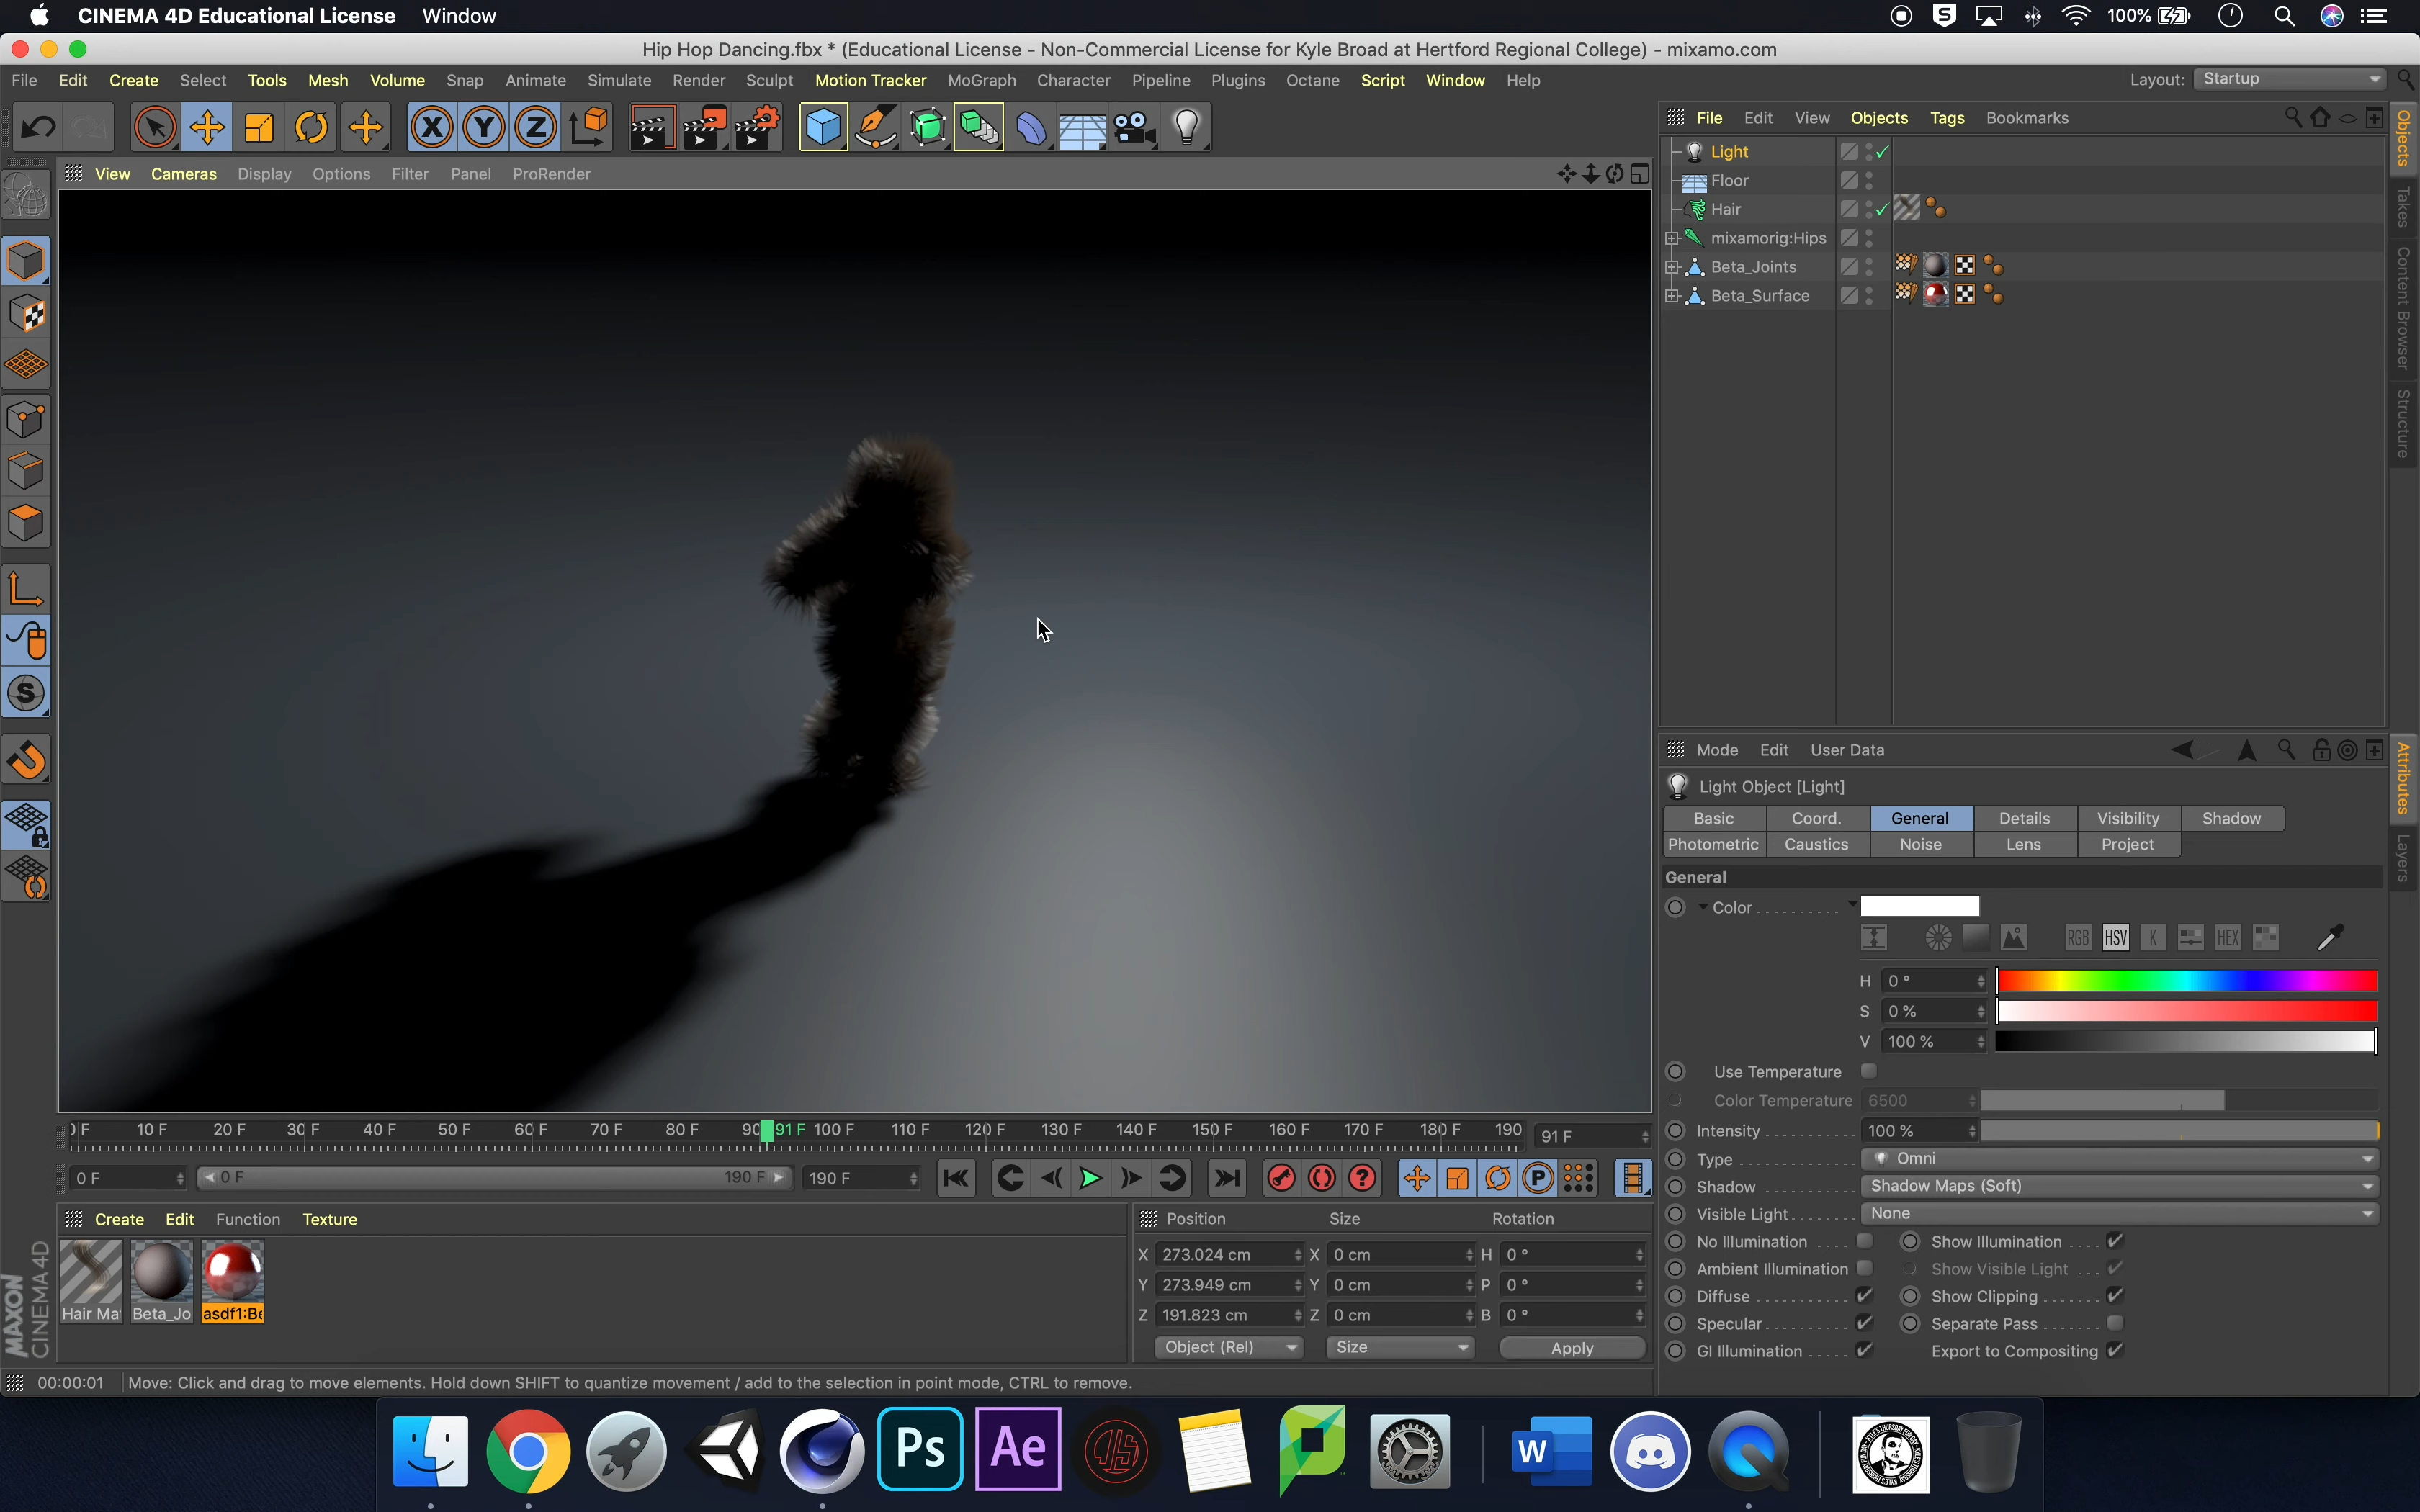 CINEMA 4D Educational License Window
100%
Hip Hop Dancing.fbx * (Educational License - Non-Commercial License for Kyle Broad at Hertford Regional College) - mixamo.com
File Edit Create Select Tools Mesh Volume Snap Animate Simulate Render Sculpt Motion Tracker MoGraph Character Pipeline Plugins Octane Script Window Help
Layout: Startup
X Y Z
File Edit View Objects Tags Bookmarks
View Cameras Display Options Filter Panel ProRender
Light
Floor
Hair
mixamorig:Hips
Beta_Joints
Beta_Surface
Objects
Takes
Content Browser
Structure
Mode Edit User Data
Light Object [Light]
Basic Coord. General Details Visibility Shadow
Photometric Caustics Noise Lens Project
Attributes
Layers
General
Color
RGB HSV K HEX
H 0 °
S 0 %
V 100 %
Use Temperature
Color Temperature 6500
Intensity 100 %
Type Omni
Shadow Shadow Maps (Soft)
Visible Light None
No Illumination Show Illumination
Ambient Illumination Show Visible Light
Diffuse Show Clipping
Specular Separate Pass
GI Illumination Export to Compositing
10 F 20 F 30 F 40 F 50 F 60 F 70 F 80 F 90 91 F 100 F 110 F 120 F 130 F 140 F 150 F 160 F 170 F 180 F 190 91 F
0 F 0 F 190 F 190 F
P
Create Edit Function Texture
Hair Ma Beta_Jo asdf1:Be
Position Size Rotation
X 273.024 cm X 0 cm H 0 °
Y 273.949 cm Y 0 cm P 0 °
Z 191.823 cm Z 0 cm B 0 °
Object (Rel) Size Apply
MAXON
CINEMA 4D
00:00:01 Move: Click and drag to move elements. Hold down SHIFT to quantize movement / add to the selection in point mode, CTRL to remove.
Ps Ae W